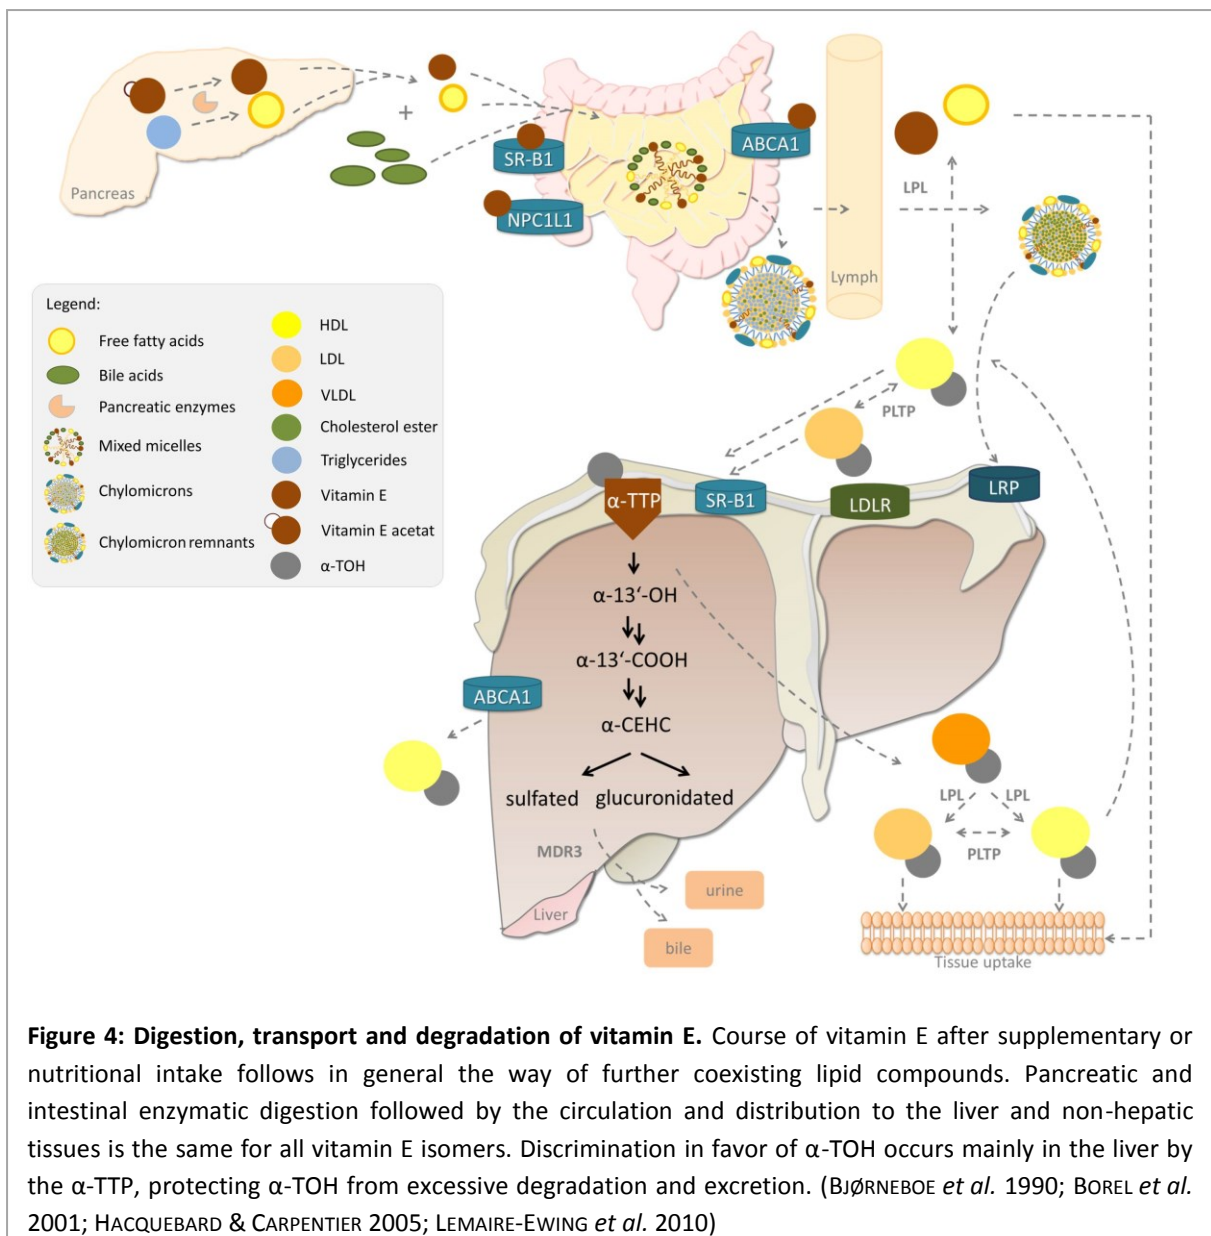 Pancreas
+
SR-B1
NPC1L1
ABCA1
Lymph
LPL
Legend:
Free fatty acids
Bile acids
Pancreatic enzymes
Mixed micelles
Chylomicrons
Chylomicron remnants
HDL
LDL
VLDL
Cholesterol ester
Triglycerides
Vitamin E
Vitamin E acetat
α-TOH
PLTP
α-TTP
SR-B1
LDLR
LRP
α-13‘-OH
α-13‘-COOH
α-CEHC
sulfated glucuronidated
ABCA1
MDR3
Liver
urine
bile
LPL LPL
PLTP
Tissue uptake
Figure 4: Digestion, transport and degradation of vitamin E. Course of vitamin E after supplementary or
nutritional intake follows in general the way of further coexisting lipid compounds. Pancreatic and
intestinal enzymatic digestion followed by the circulation and distribution to the liver and non-hepatic
tissues is the same for all vitamin E isomers. Discrimination in favor of α-TOH occurs mainly in the liver by
the α-TTP, protecting α-TOH from excessive degradation and excretion. (BJØRNEBOE et al. 1990; BOREL et al.
2001; HACQUEBARD & CARPENTIER 2005; LEMAIRE-EWING et al. 2010)